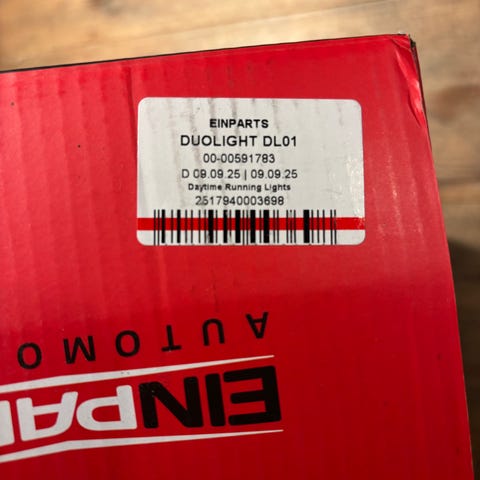 EINPARTS
DUOLIGHT DL01
00-00591783
D 09.09.25 | 09.09.25
Daytime Running Lights
2517940003698
AUTOMO
EINPA